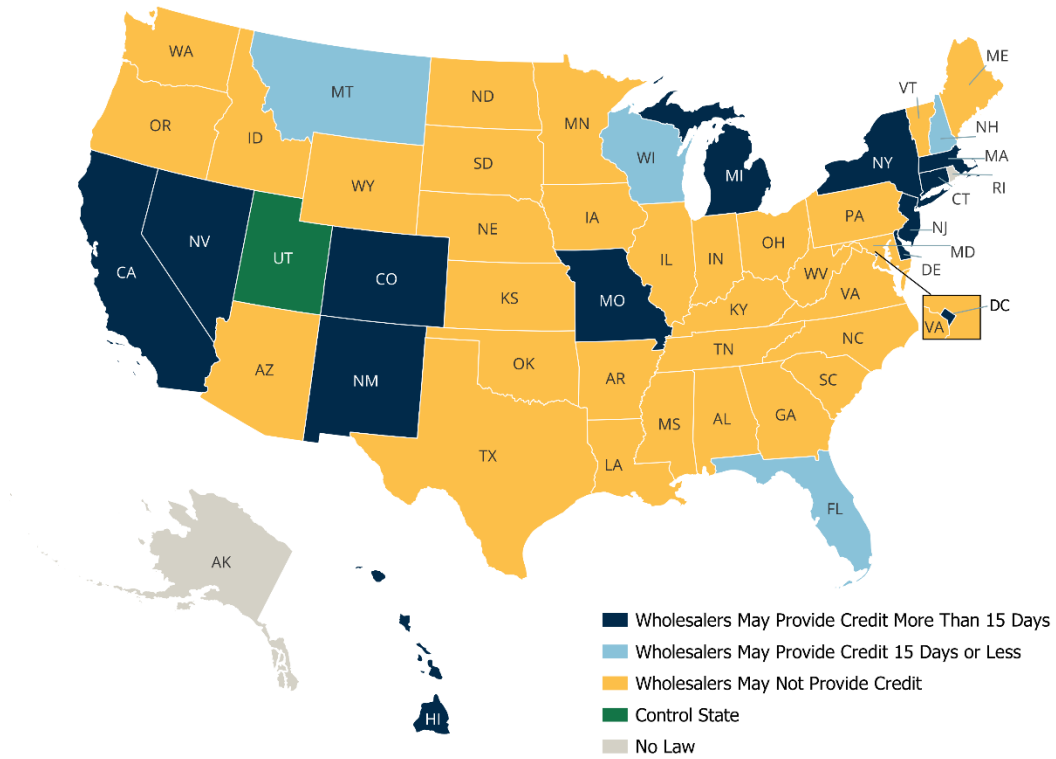 ME
WA
VT
MT
ND
OR
MN
NH
ID
WI
NY
MA
SD
MI
RI
WY
CT
PA
IA
NE
NJ
OH
NV
IL
IN
MD
UT
DE
CA
CO
WV
VA
KS
MO
KY
DC
VA
NC
TN
OK
AZ
NM
AR
SC
MS
AL
GA
TX
LA
FL
AK
HI
Wholesalers May Provide Credit More Than 15 Days
Wholesalers May Provide Credit 15 Days or Less
Wholesalers May Not Provide Credit
Control State
No Law